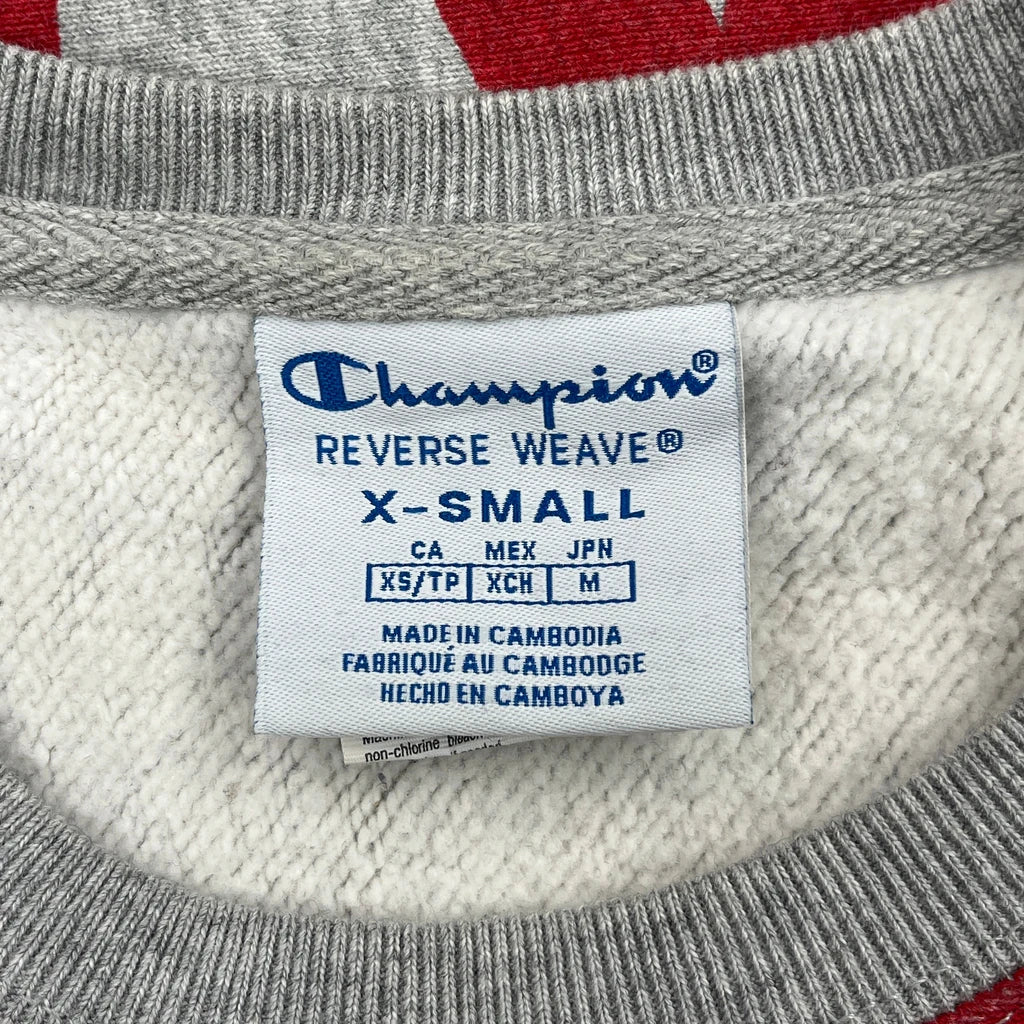 Champion®
REVERSE WEAVE®
X-SMALL
CA MEX JPN
XS/TP XCH M
MADE IN CAMBODIA
FABRIQUÉ AU CAMBODGE
HECHO EN CAMBOYA
non-chlorine bleach